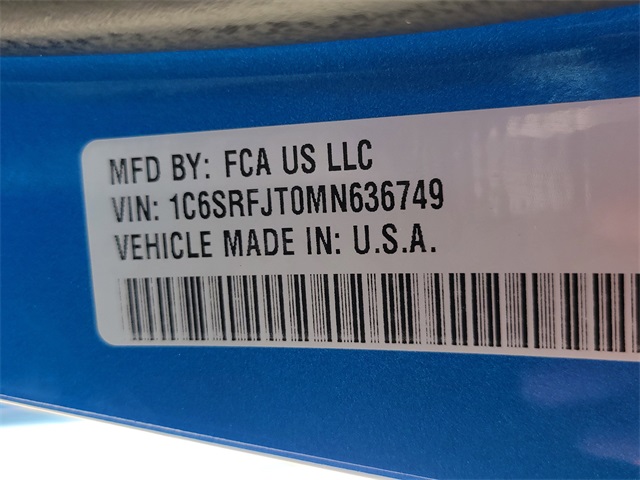 MFD BY: FCA US LLC
VIN: 1C6SRFJT0MN636749
VEHICLE MADE IN: U.S.A.